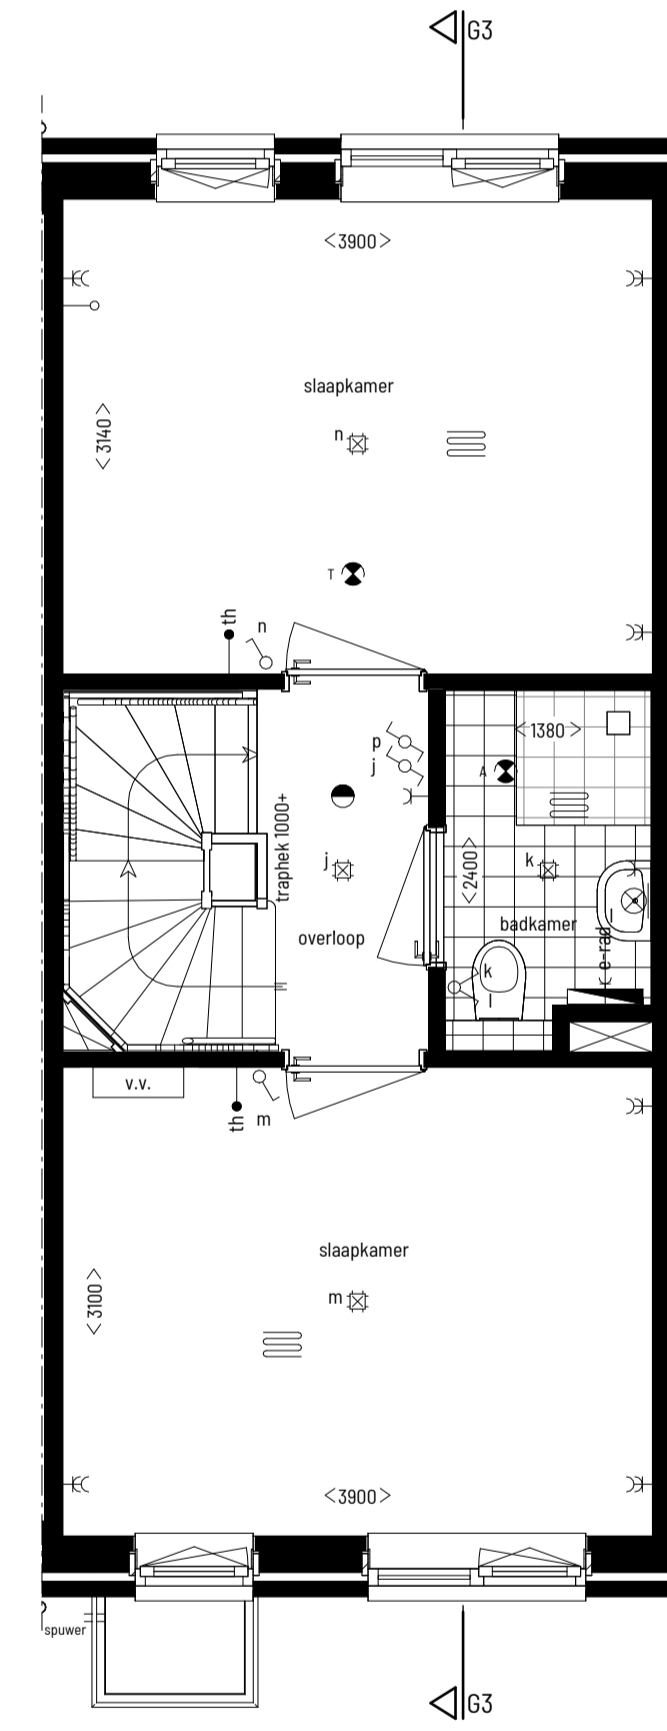 G3
<3900>
slaapkamer
<3140>
n
T
th
n
p
j
<1380>
A
traphek 1000+
j
<2400>
k
overloop
badkamer
e-rad
k
l
v.v.
th
m
slaapkamer
<3100>
m
<3900>
spuwer
G3